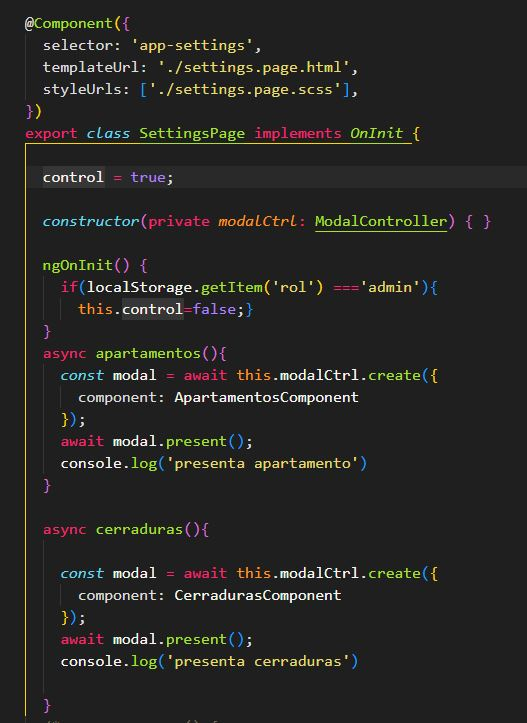 @Component({
  selector: 'app-settings',
  templateUrl: './settings.page.html',
  styleUrls: ['./settings.page.scss'],
})
export class SettingsPage implements OnInit {
  control = true;
  constructor(private modalCtrl: ModalController) { }
  ngOnInit() {
    if(localStorage.getItem('rol') ==='admin'){
      this.control=false;}
  }
  async apartamentos(){
    const modal = await this.modalCtrl.create({
      component: ApartamentosComponent
    });
    await modal.present();
    console.log('presenta apartamento')
  }
  async cerraduras(){
    const modal = await this.modalCtrl.create({
      component: CerradurasComponent
    });
    await modal.present();
    console.log('presenta cerraduras')
  }